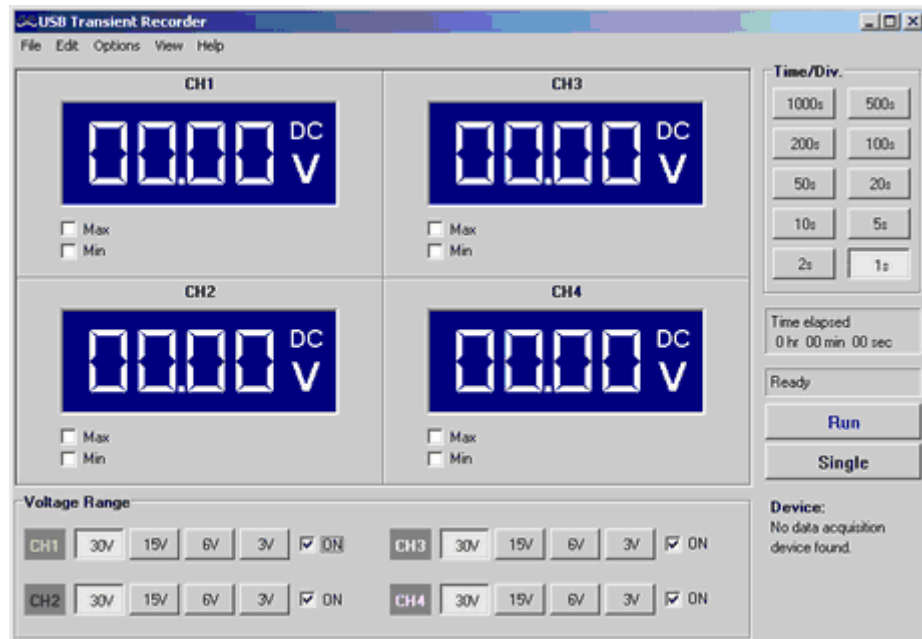 USB Transient Recorder
File Edit Options View Help
CH1
00.00 DC V
Max
Min
CH3
00.00 DC V
Max
Min
CH2
00.00 DC V
Max
Min
CH4
00.00 DC V
Max
Min
Time/Div.
1000s 500s
200s 100s
50s 20s
10s 5s
2s 1s
Time elapsed
0 hr 00 min 00 sec
Ready
Run
Single
Voltage Range
CH1 30V 15V 6V 3V ON
CH3 30V 15V 6V 3V ON
CH2 30V 15V 6V 3V ON
CH4 30V 15V 6V 3V ON
Device:
No data acquisition
device found.